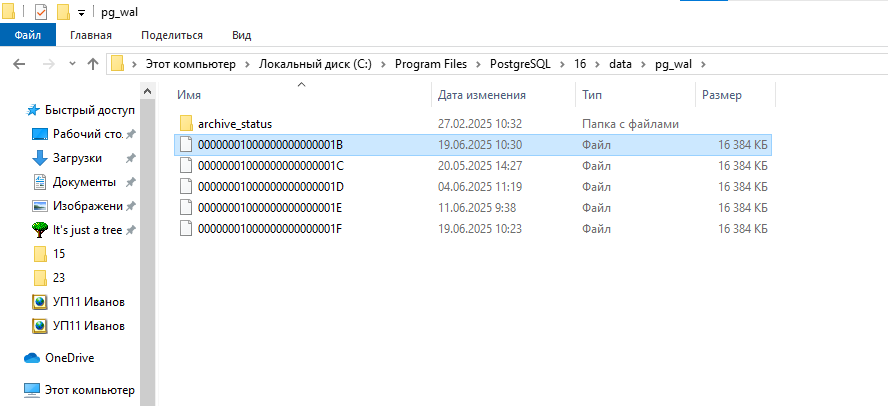 pg_wal
Файл Главная Поделиться Вид
Этот компьютер › Локальный диск (C:) › Program Files › PostgreSQL › 16 › data › pg_wal ›
Имя Дата изменения Тип Размер
Быстрый доступ
Рабочий сто.
Загрузки
Документы
Изображени
It's just a tree
15
23
УП11 Иванов
УП11 Иванов
OneDrive
Этот компьютер
archive_status 27.02.2025 10:32 Папка с файлами
00000001000000000000001B 19.06.2025 10:30 Файл 16 384 КБ
00000001000000000000001C 20.05.2025 14:27 Файл 16 384 КБ
00000001000000000000001D 04.06.2025 11:19 Файл 16 384 КБ
00000001000000000000001E 11.06.2025 9:38 Файл 16 384 КБ
00000001000000000000001F 19.06.2025 10:23 Файл 16 384 КБ